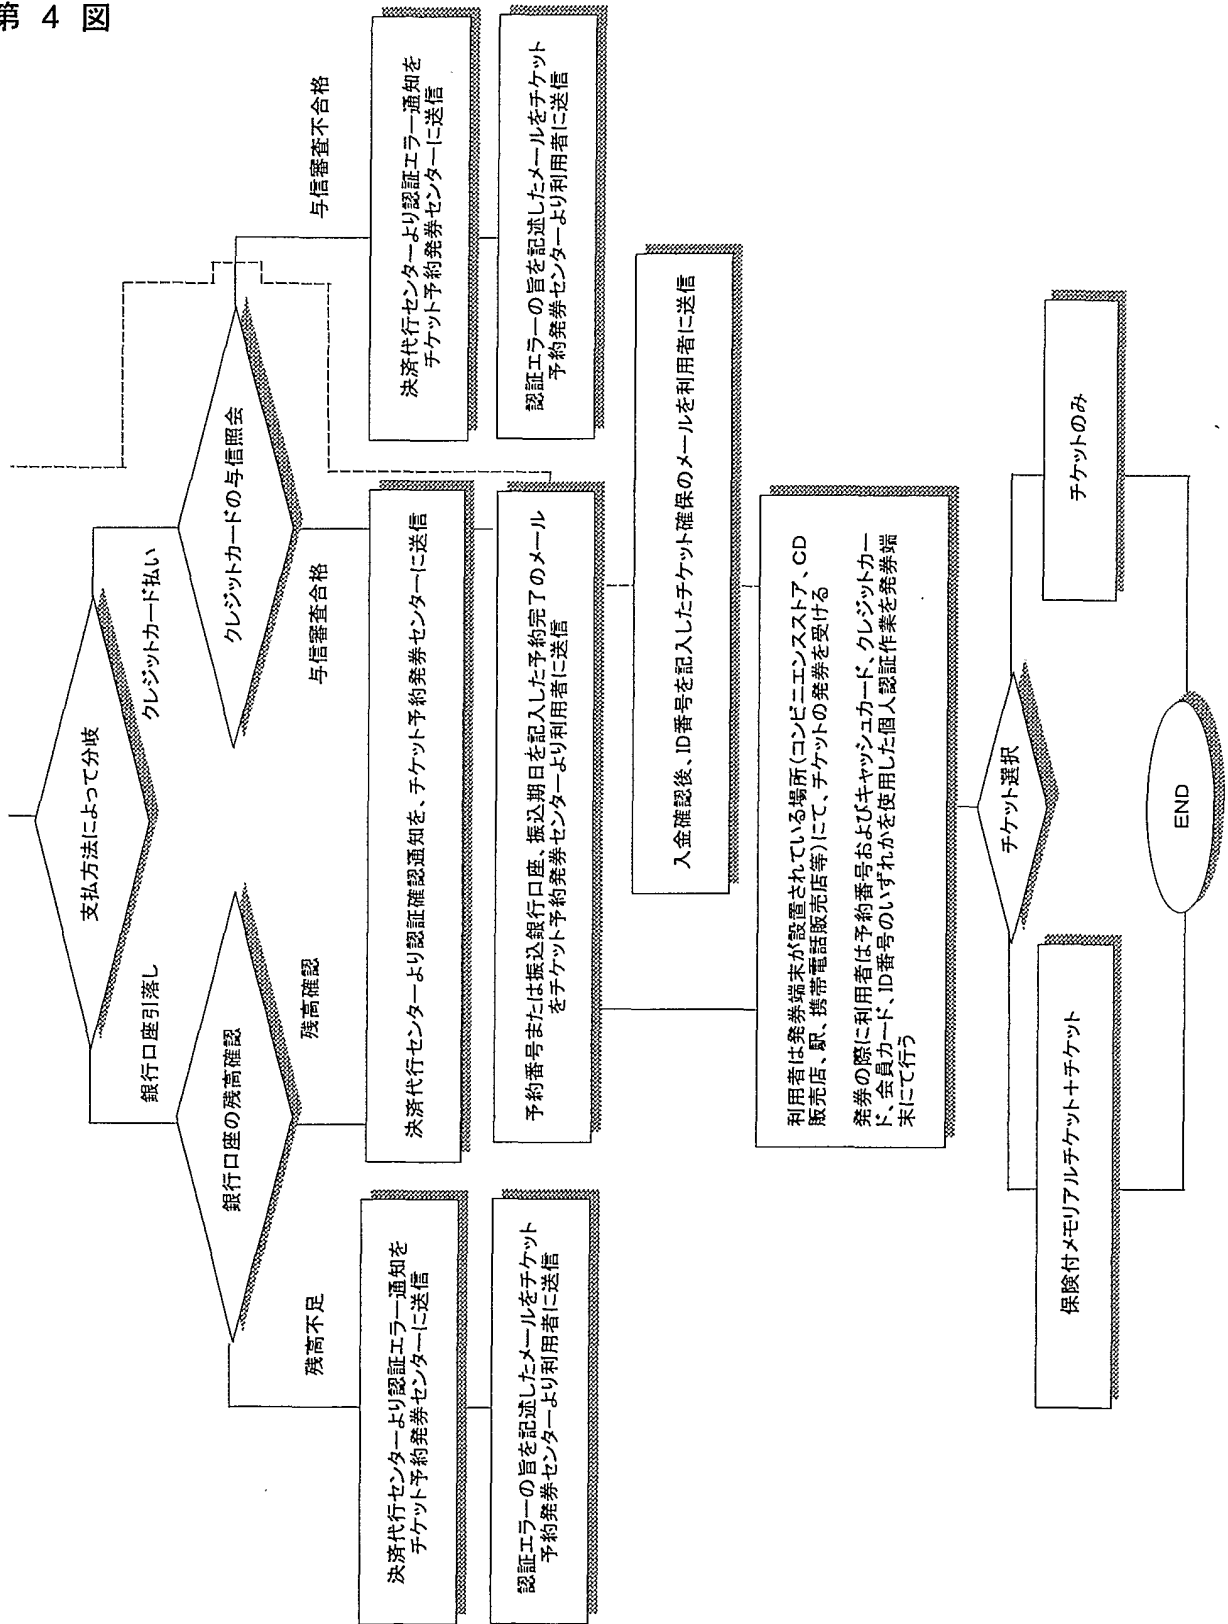 第 4 図
支払方法によって分岐
銀行口座引落し
クレジットカード払い
銀行口座の残高確認
クレジットカードの与信照会
残高不足
残高確認
与信審査合格
与信審査不合格
決済代行センターより認証エラー通知を
チケット予約発券センターに送信
決済代行センターより認証確認通知を、チケット予約発券センターに送信
決済代行センターより認証エラー通知を
チケット予約発券センターに送信
認証エラーの旨を記述したメールをチケット
予約発券センターより利用者に送信
予約番号または振込銀行口座、振込期日を記入した予約完了のメール
をチケット予約発券センターより利用者に送信
認証エラーの旨を記述したメールをチケット
予約発券センターより利用者に送信
入金確認後、ID番号を記入したチケット確保のメールを利用者に送信
利用者は発券端末が設置されている場所(コンビニエンスストア、CD
販売店、駅、携帯電話販売店等)にて、チケットの発券を受ける
発券の際に利用者は予約番号およびキャッシュカード、クレジットカー
ド、会員カード、ID番号のいずれかを使用した個人認証作業を発券端
末にて行う
チケット選択
保険付メモリアルチケット+チケット
チケットのみ
END